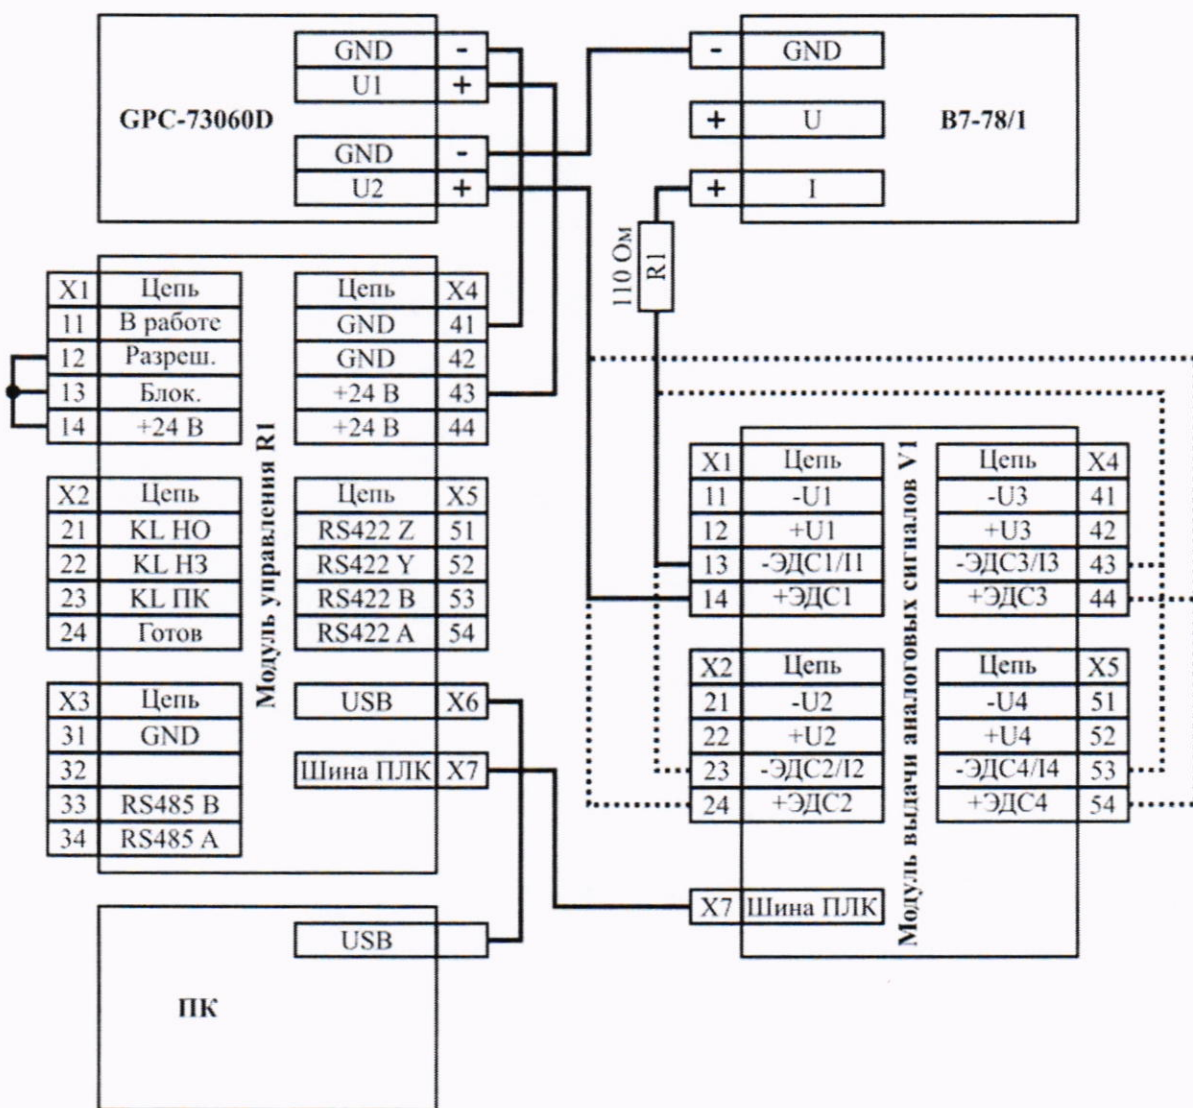 GPC-73060D
GND -
U1 +
GND -
U2 +
- GND
+ U
+ I
В7-78/1
110 Ом
R1
Модуль управления R1
X1 Цепь
11 В работе
12 Разреш.
13 Блок.
14 +24 В
X2 Цепь
21 KL НО
22 KL НЗ
23 KL ПК
24 Готов
X3 Цепь
31 GND
32
33 RS485 B
34 RS485 A
Цепь X4
GND 41
GND 42
+24 В 43
+24 В 44
Цепь X5
RS422 Z 51
RS422 Y 52
RS422 B 53
RS422 A 54
USB X6
Шина ПЛК X7
USB
ПК
Модуль выдачи аналоговых сигналов V1
X1 Цепь
11 -U1
12 +U1
13 -ЭДС1/I1
14 +ЭДС1
X2 Цепь
21 -U2
22 +U2
23 -ЭДС2/I2
24 +ЭДС2
X7 Шина ПЛК
Цепь X4
-U3 41
+U3 42
-ЭДС3/I3 43
+ЭДС3 44
Цепь X5
-U4 51
+U4 52
-ЭДС4/I4 53
+ЭДС4 54